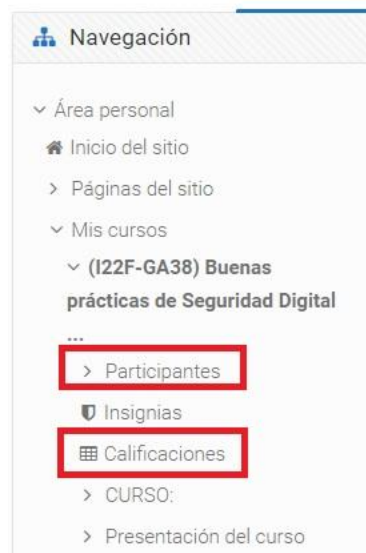 Navegación
Área personal
Inicio del sitio
Páginas del sitio
Mis cursos
(I22F-GA38) Buenas
prácticas de Seguridad Digital
...
Participantes
Insignias
Calificaciones
CURSO:
Presentación del curso